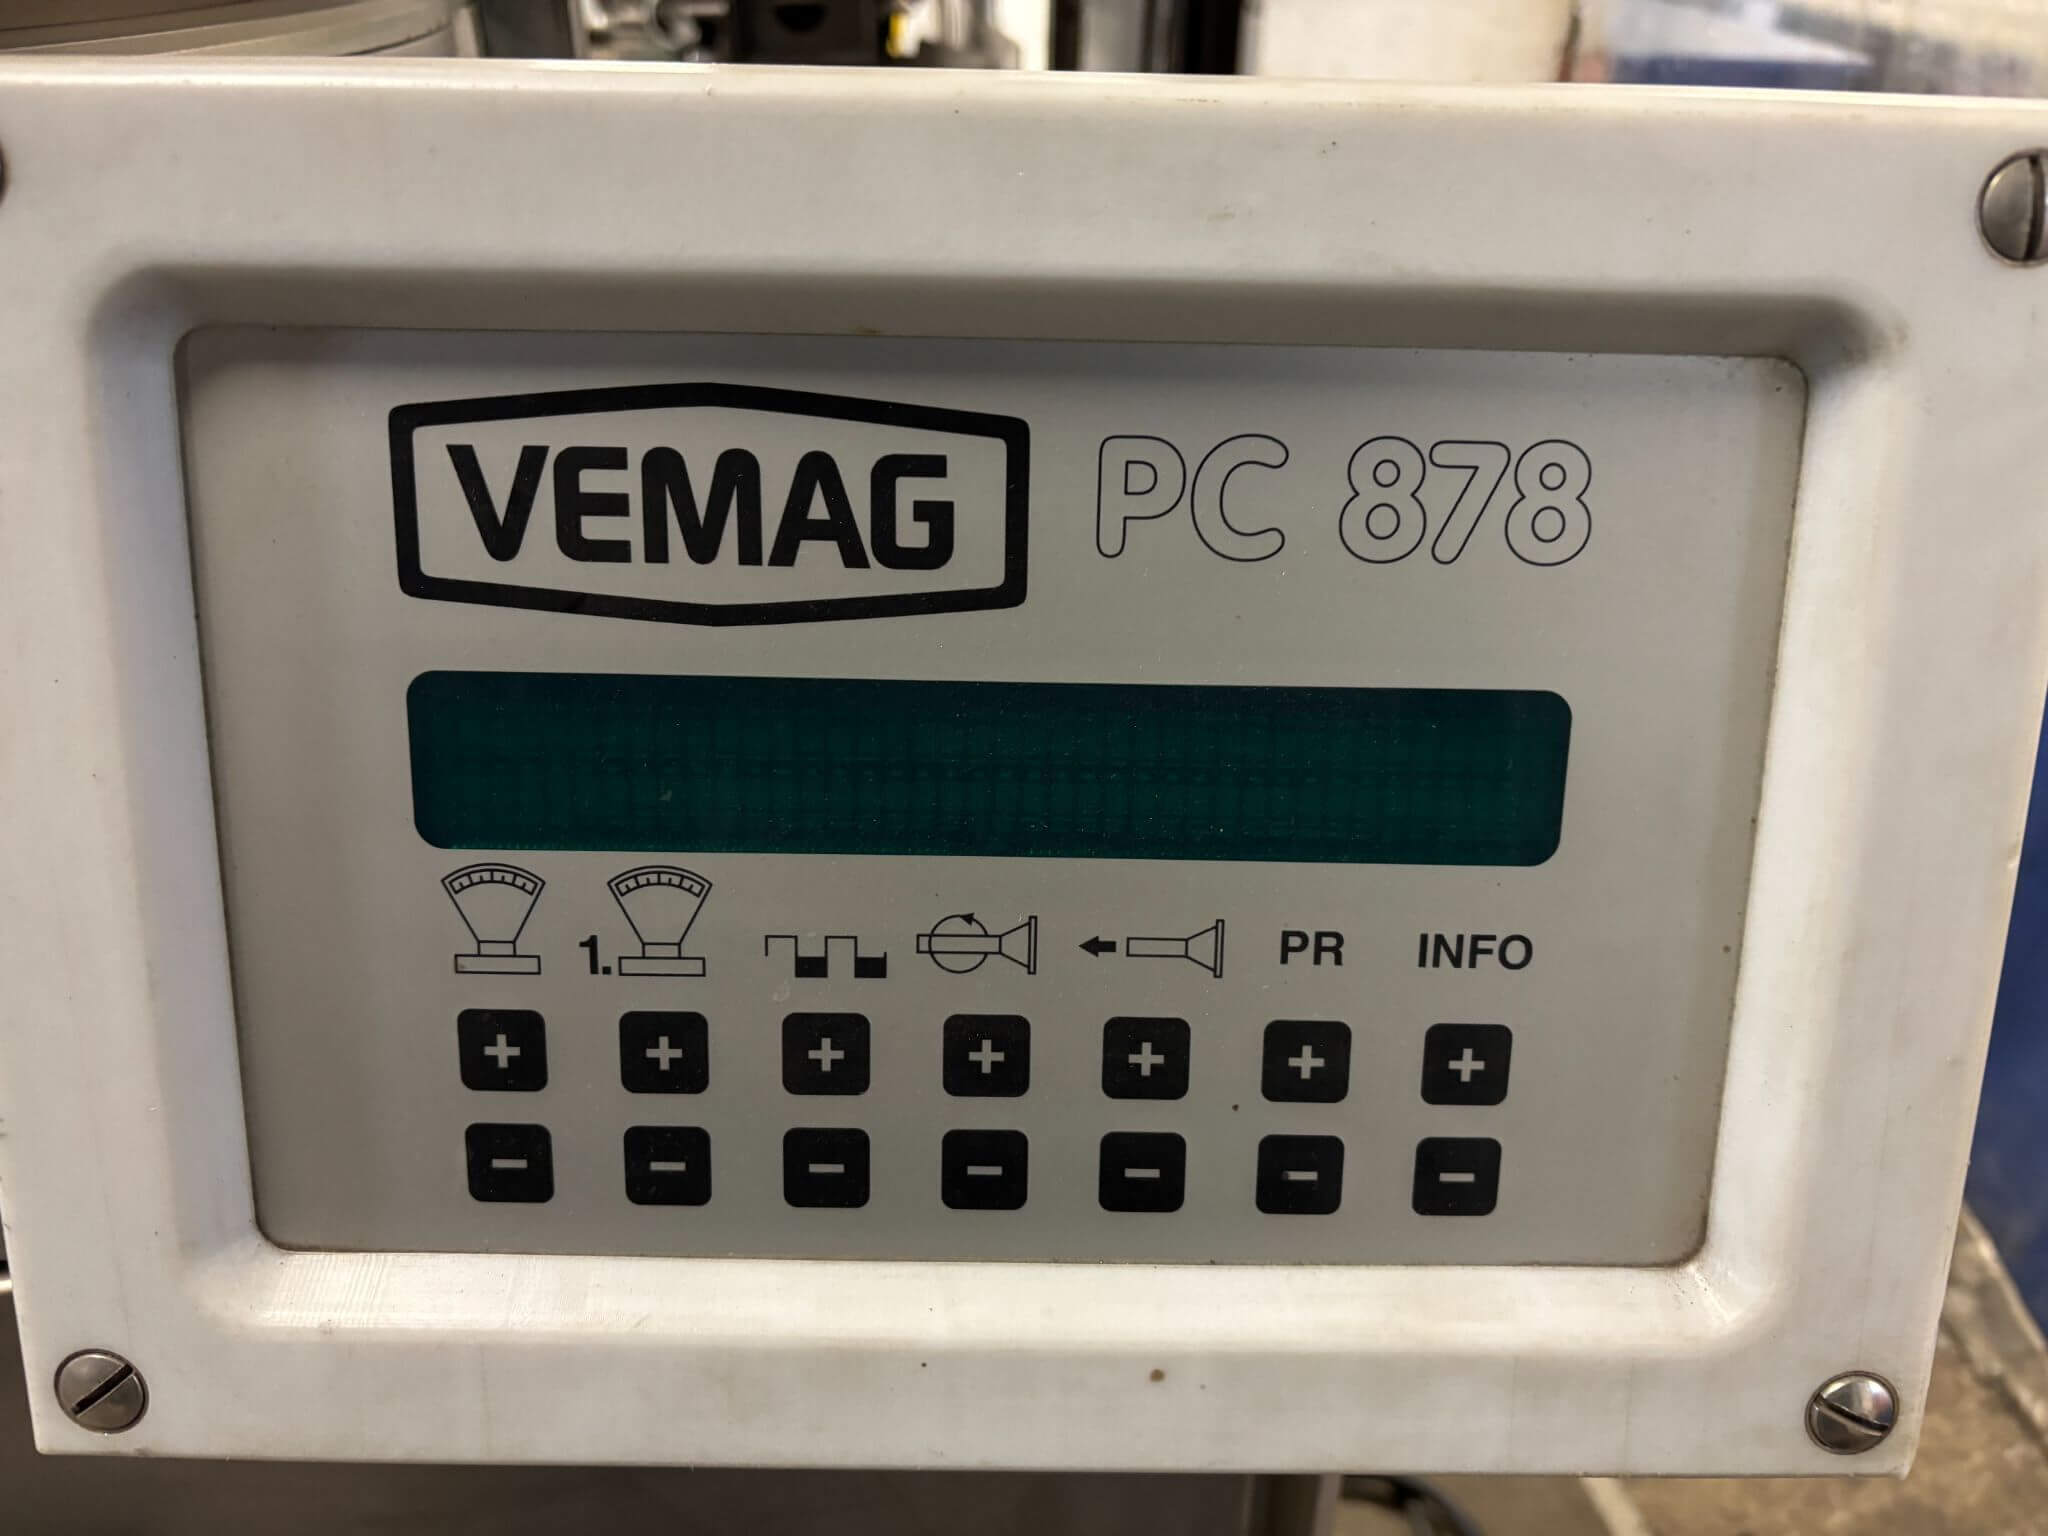 VEMAG PC 878
1. PR INFO
+ + + + + + +
- - - - - - -